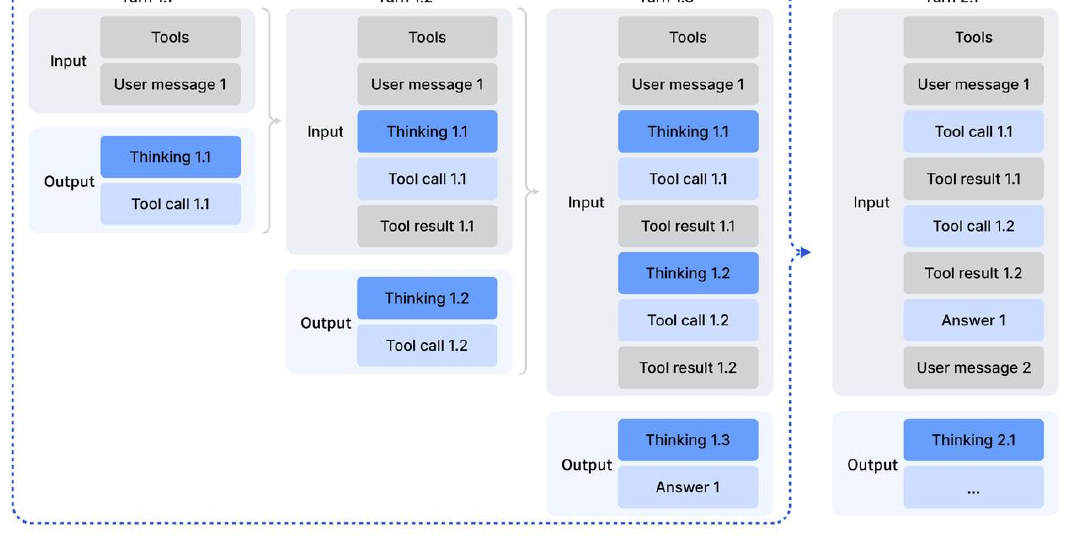 Input
Tools
User message 1
Output
Thinking 1.1
Tool call 1.1
Input
Tools
User message 1
Thinking 1.1
Tool call 1.1
Tool result 1.1
Output
Thinking 1.2
Tool call 1.2
Input
Tools
User message 1
Thinking 1.1
Tool call 1.1
Tool result 1.1
Thinking 1.2
Tool call 1.2
Tool result 1.2
Output
Thinking 1.3
Answer 1
Input
Tools
User message 1
Tool call 1.1
Tool result 1.1
Tool call 1.2
Tool result 1.2
Answer 1
User message 2
Output
Thinking 2.1
...